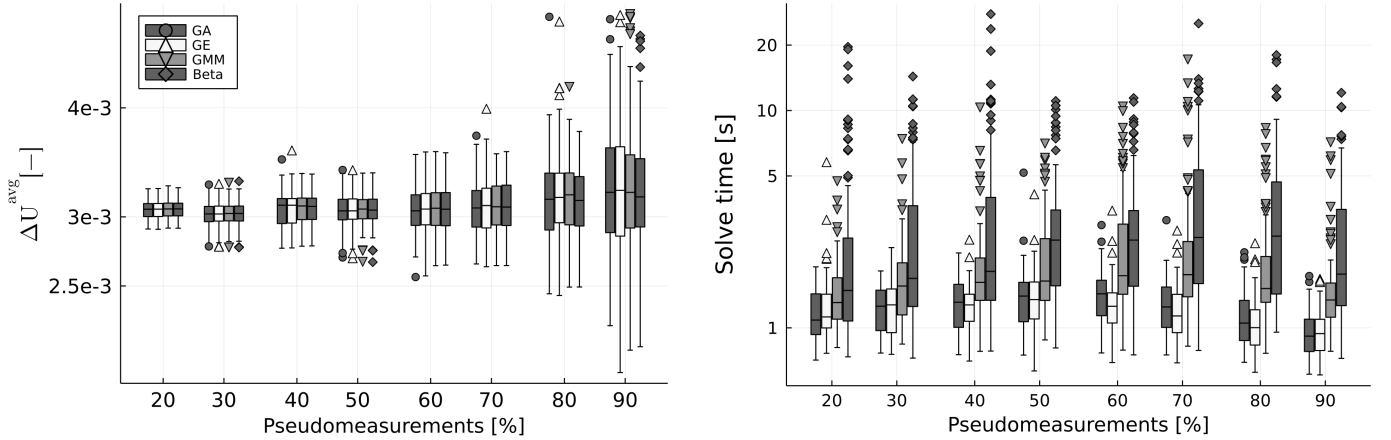 GA
GE
GMM
Beta
4e-3
3e-3
2.5e-3
ΔU^avg [—]
20 30 40 50 60 70 80 90
Pseudomeasurements [%]
20
10
5
1
Solve time [s]
20 30 40 50 60 70 80 90
Pseudomeasurements [%]